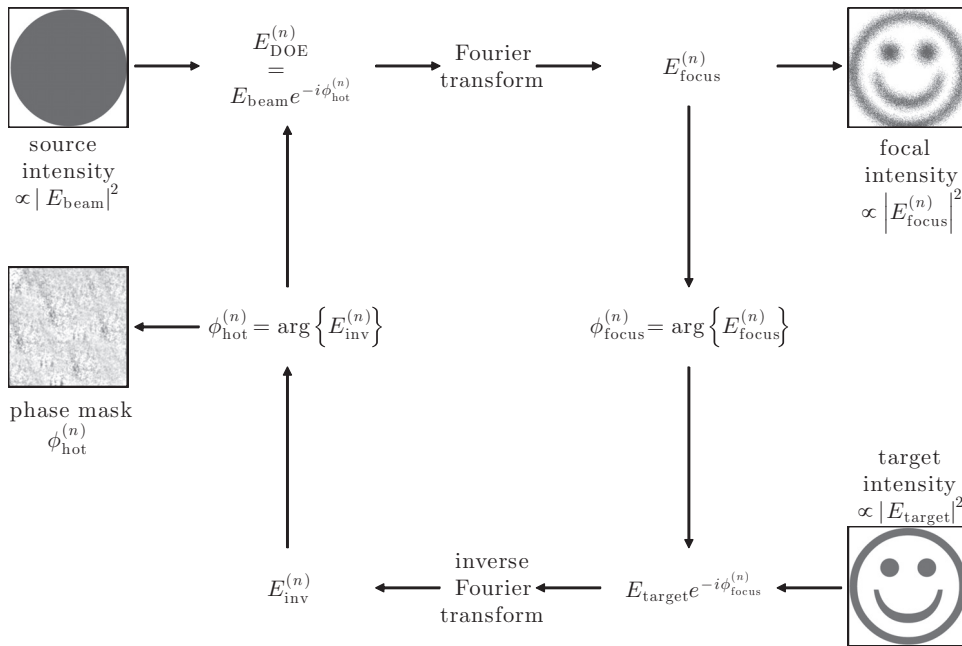 E_DOE^(n)
=
E_beam e^{-iφ_hot^(n)}
Fourier
transform
E_focus^(n)
source
intensity
∝|E_beam|²
focal
intensity
∝|E_focus^(n)|²
φ_hot^(n) = arg{E_inv^(n)}
φ_focus^(n) = arg{E_focus^(n)}
phase mask
φ_hot^(n)
target
intensity
∝|E_target|²
E_inv^(n)
inverse
Fourier
transform
E_target e^{-iφ_focus^(n)}